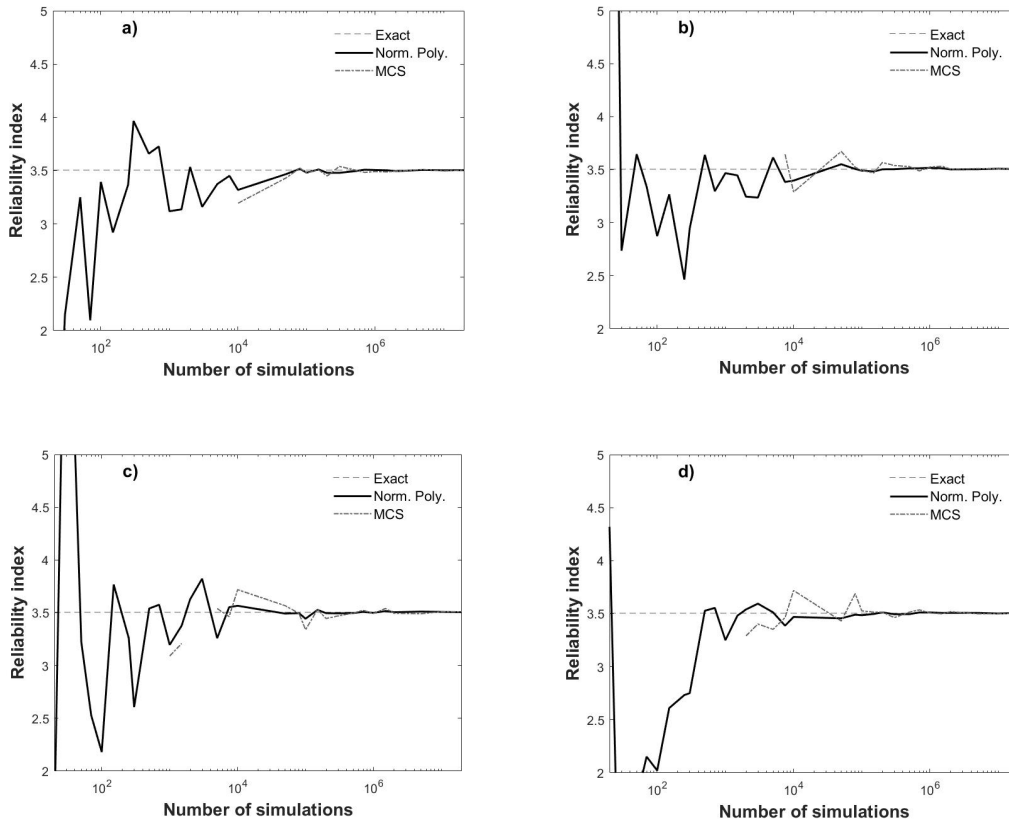 a)
5
4.5
4
3.5
3
2.5
2
Exact
Norm. Poly.
MCS
Reliability index
10^2
10^4
10^6
Number of simulations
b)
5
4.5
4
3.5
3
2.5
2
Exact
Norm. Poly.
MCS
Reliability index
10^2
10^4
10^6
Number of simulations
c)
5
4.5
4
3.5
3
2.5
2
Exact
Norm. Poly.
MCS
Reliability index
10^2
10^4
10^6
Number of simulations
d)
5
4.5
4
3.5
3
2.5
2
Exact
Norm. Poly.
MCS
Reliability index
10^2
10^4
10^6
Number of simulations